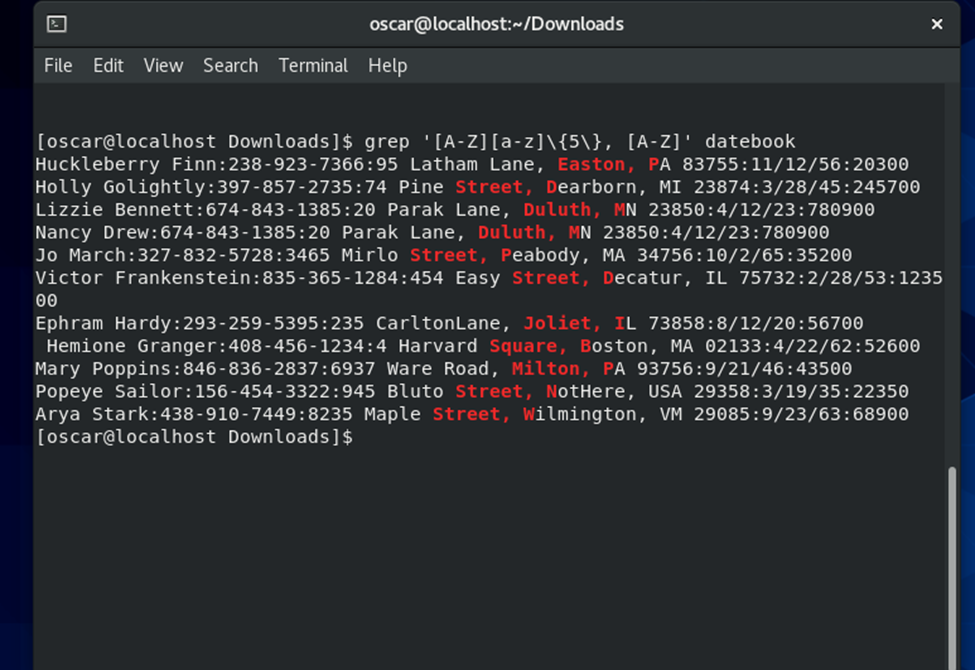 oscar@localhost:~/Downloads
File Edit View Search Terminal Help
[oscar@localhost Downloads]$ grep '[A-Z][a-z]\{5\}, [A-Z]' datebook
Huckleberry Finn:238-923-7366:95 Latham Lane, Easton, PA 83755:11/12/56:20300
Holly Golightly:397-857-2735:74 Pine Street, Dearborn, MI 23874:3/28/45:245700
Lizzie Bennett:674-843-1385:20 Parak Lane, Duluth, MN 23850:4/12/23:780900
Nancy Drew:674-843-1385:20 Parak Lane, Duluth, MN 23850:4/12/23:780900
Jo March:327-832-5728:3465 Mirlo Street, Peabody, MA 34756:10/2/65:35200
Victor Frankenstein:835-365-1284:454 Easy Street, Decatur, IL 75732:2/28/53:1235
00
Ephram Hardy:293-259-5395:235 CarltonLane, Joliet, IL 73858:8/12/20:56700
 Hemione Granger:408-456-1234:4 Harvard Square, Boston, MA 02133:4/22/62:52600
Mary Poppins:846-836-2837:6937 Ware Road, Milton, PA 93756:9/21/46:43500
Popeye Sailor:156-454-3322:945 Bluto Street, NotHere, USA 29358:3/19/35:22350
Arya Stark:438-910-7449:8235 Maple Street, Wilmington, VM 29085:9/23/63:68900
[oscar@localhost Downloads]$